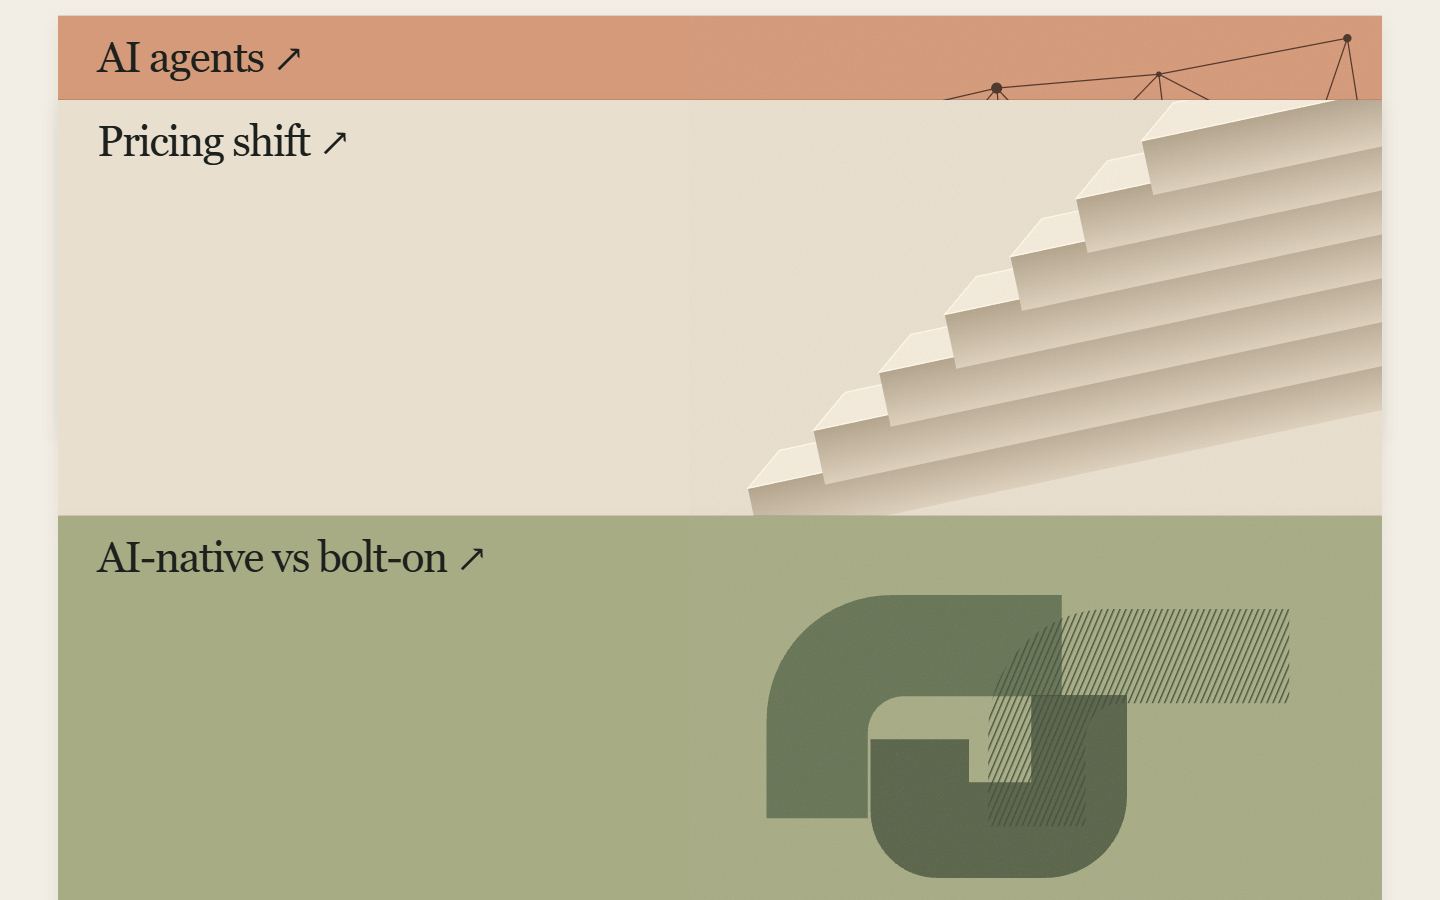 AI agents ↗
Pricing shift ↗
AI-native vs bolt-on ↗